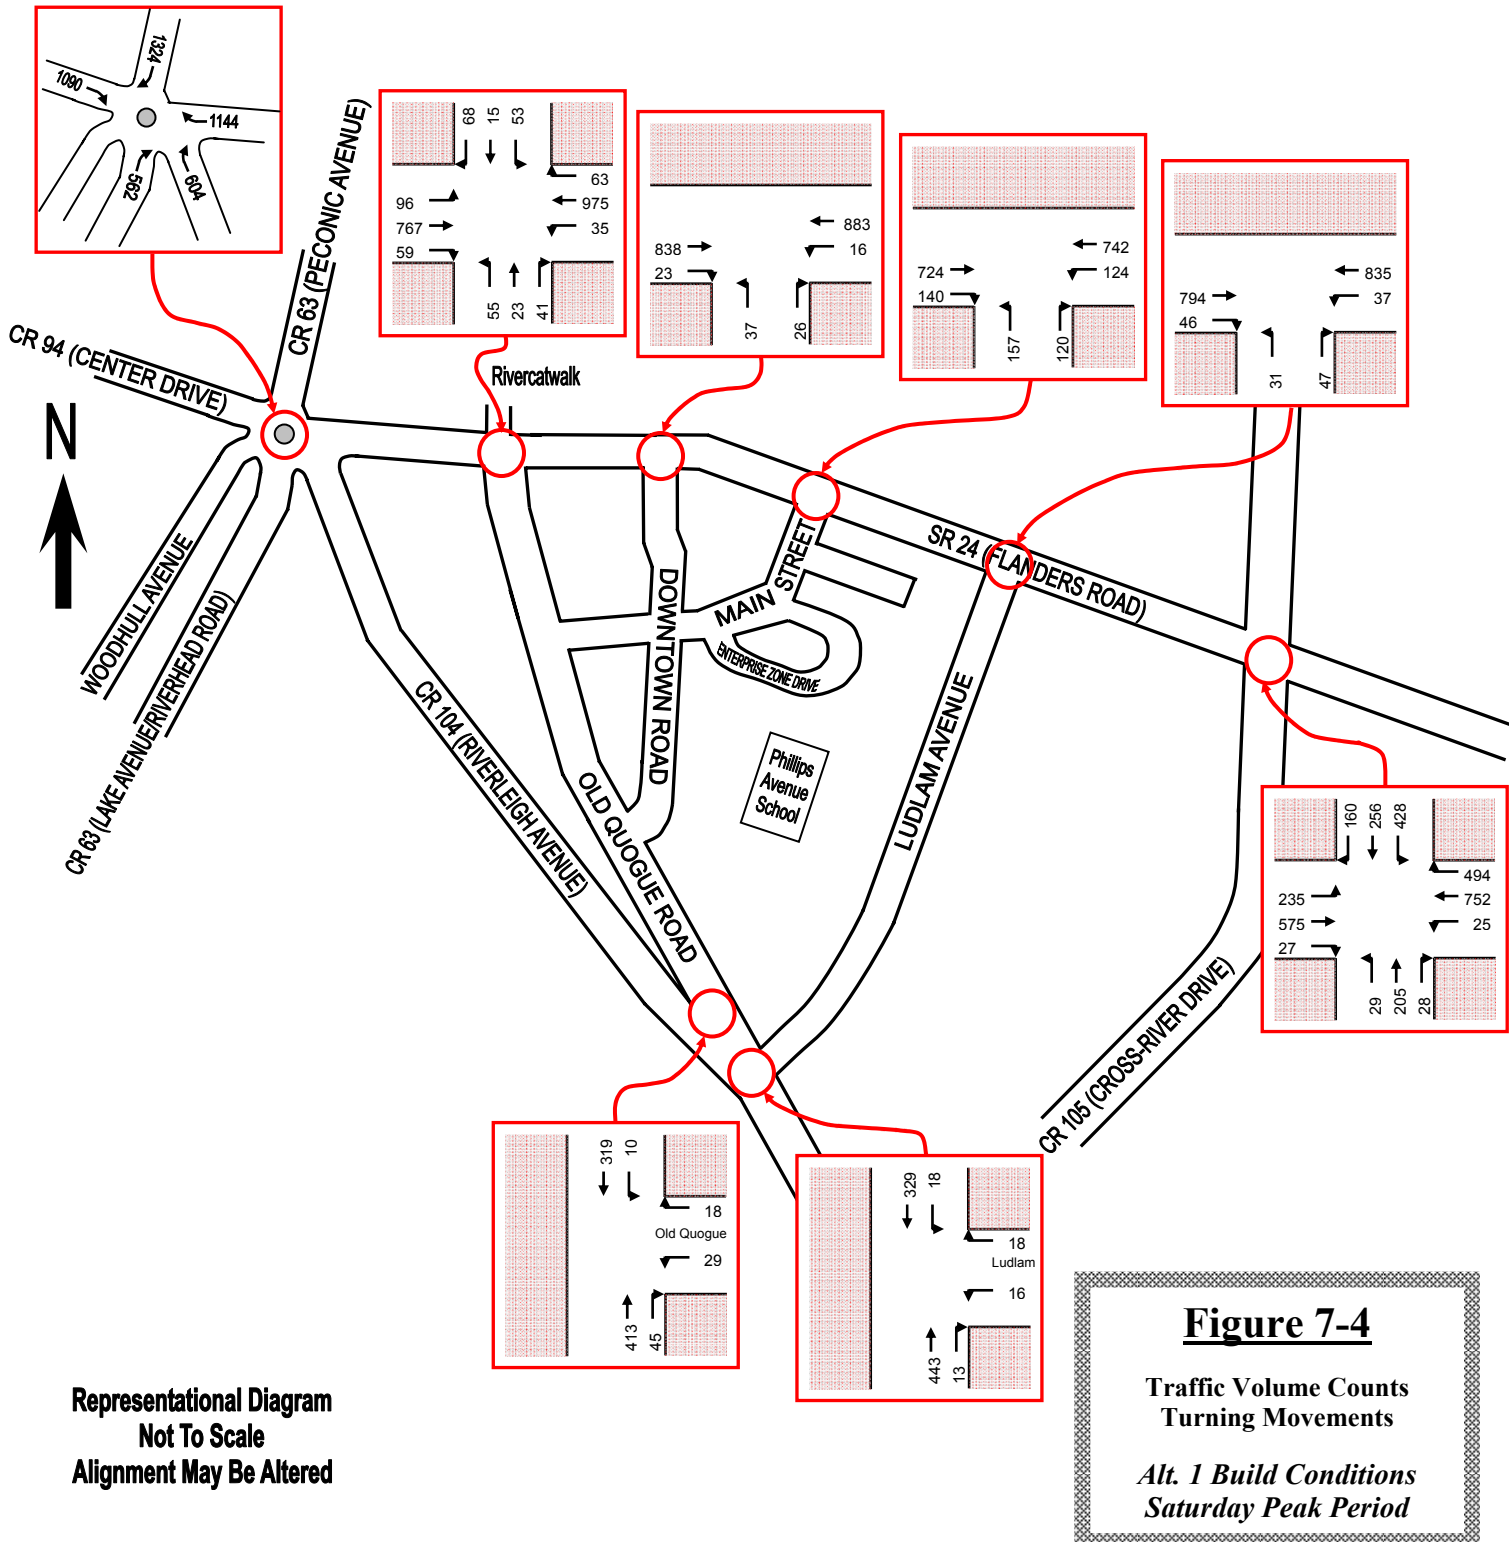 1324
1090
1144
562
604
68 15 53
63
96
975
767
35
59
55 23 41
883
838
16
23
37 26
742
724
124
140
157 120
835
794
37
46
31 47
CR 63 (PECONIC AVENUE)
CR 94 (CENTER DRIVE)
Rivercatwalk
N
SR 24 (FLANDERS ROAD)
MAIN STREET
DOWNTOWN ROAD
ENTERPRISE ZONE DRIVE
WOODHULL AVENUE
CR 63 (LAKE AVENUE/RIVERHEAD ROAD)
CR 104 (RIVERLEIGH AVENUE)
OLD QUOGUE ROAD
LUDLAM AVENUE
Phillips
Avenue
School
CR 105 (CROSS-RIVER DRIVE)
160 256 428
494
235
752
575
25
27
29 205 28
319 10
18
Old Quogue
29
413 45
329 18
18
Ludlam
16
443 13
Representational Diagram
Not To Scale
Alignment May Be Altered
Figure 7-4
Traffic Volume Counts
Turning Movements
Alt. 1 Build Conditions
Saturday Peak Period